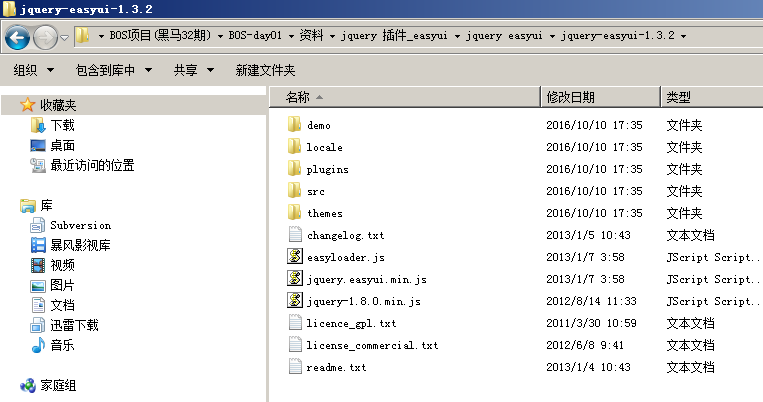 jquery-easyui-1.3.2
BOS项目(黑马32期) BOS-day01 资料 jquery 插件_easyui jquery easyui jquery-easyui-1.3.2
组织 包含到库中 共享 新建文件夹
收藏夹
下载
桌面
最近访问的位置
库
Subversion
暴风影视库
视频
图片
文档
迅雷下载
音乐
家庭组
名称 修改日期 类型
demo 2016/10/10 17:35 文件夹
locale 2016/10/10 17:35 文件夹
plugins 2016/10/10 17:35 文件夹
src 2016/10/10 17:35 文件夹
themes 2016/10/10 17:35 文件夹
changelog.txt 2013/1/5 10:43 文本文档
easyloader.js 2013/1/7 3:58 JScript Script...
jquery.easyui.min.js 2013/1/7 3:58 JScript Script...
jquery-1.8.0.min.js 2012/8/14 11:33 JScript Script...
licence_gpl.txt 2011/3/30 10:59 文本文档
license_commercial.txt 2012/6/8 9:41 文本文档
readme.txt 2013/1/4 10:43 文本文档